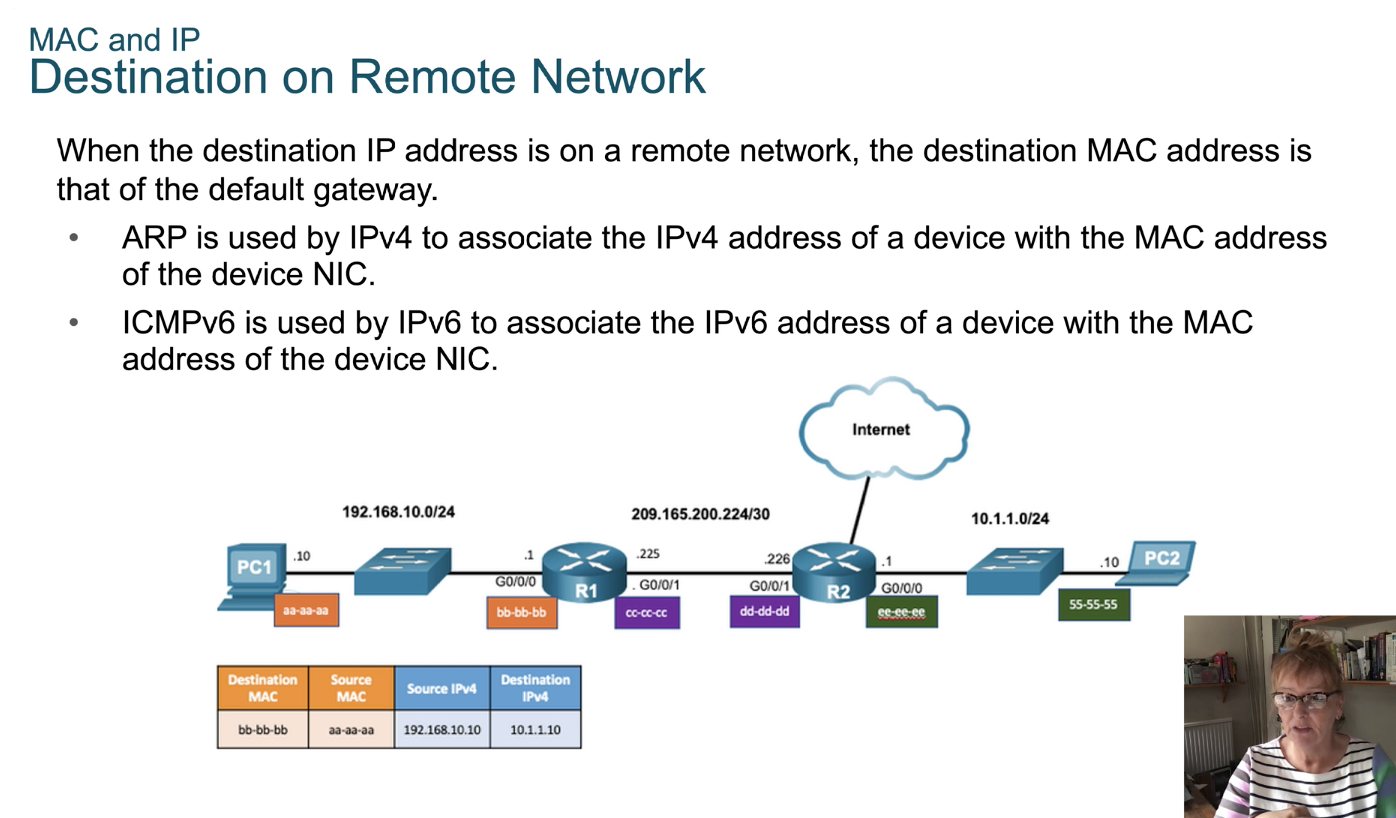 MAC and IP
Destination on Remote Network
When the destination IP address is on a remote network, the destination MAC address is
that of the default gateway.
• ARP is used by IPv4 to associate the IPv4 address of a device with the MAC address
of the device NIC.
• ICMPv6 is used by IPv6 to associate the IPv6 address of a device with the MAC
address of the device NIC.
Internet
192.168.10.0/24
209.165.200.224/30
10.1.1.0/24
PC1
.10
.1
.225
.226
.1
.10
PC2
G0/0/0
R1
. G0/0/1
G0/0/1
R2
G0/0/0
aa-aa-aa
bb-bb-bb
cc-cc-cc
dd-dd-dd
ee-ee-ee
55-55-55
Destination MAC
Source MAC
Source IPv4
Destination IPv4
bb-bb-bb
aa-aa-aa
192.168.10.10
10.1.1.10